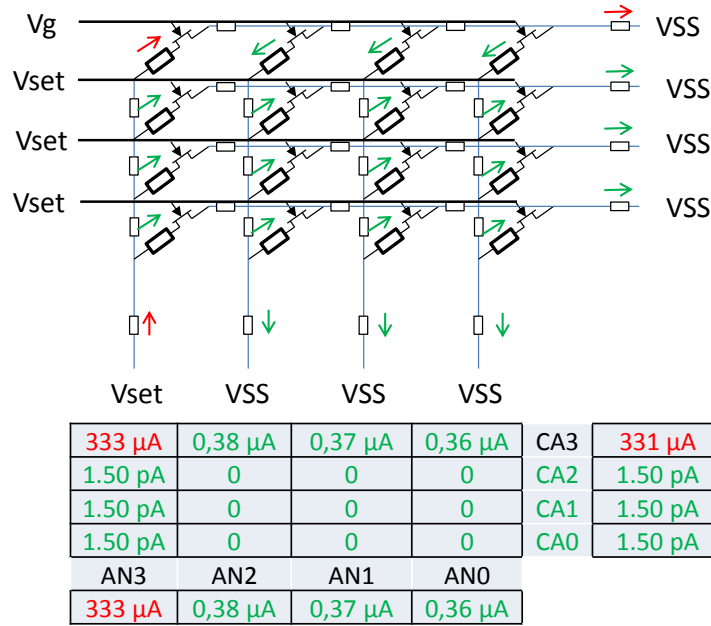 Vg VSS
Vset VSS
Vset VSS
Vset VSS
Vset VSS VSS VSS
333 µA 0,38 µA 0,37 µA 0,36 µA CA3 331 µA
1.50 pA 0 0 0 CA2 1.50 pA
1.50 pA 0 0 0 CA1 1.50 pA
1.50 pA 0 0 0 CA0 1.50 pA
AN3 AN2 AN1 AN0
333 µA 0,38 µA 0,37 µA 0,36 µA